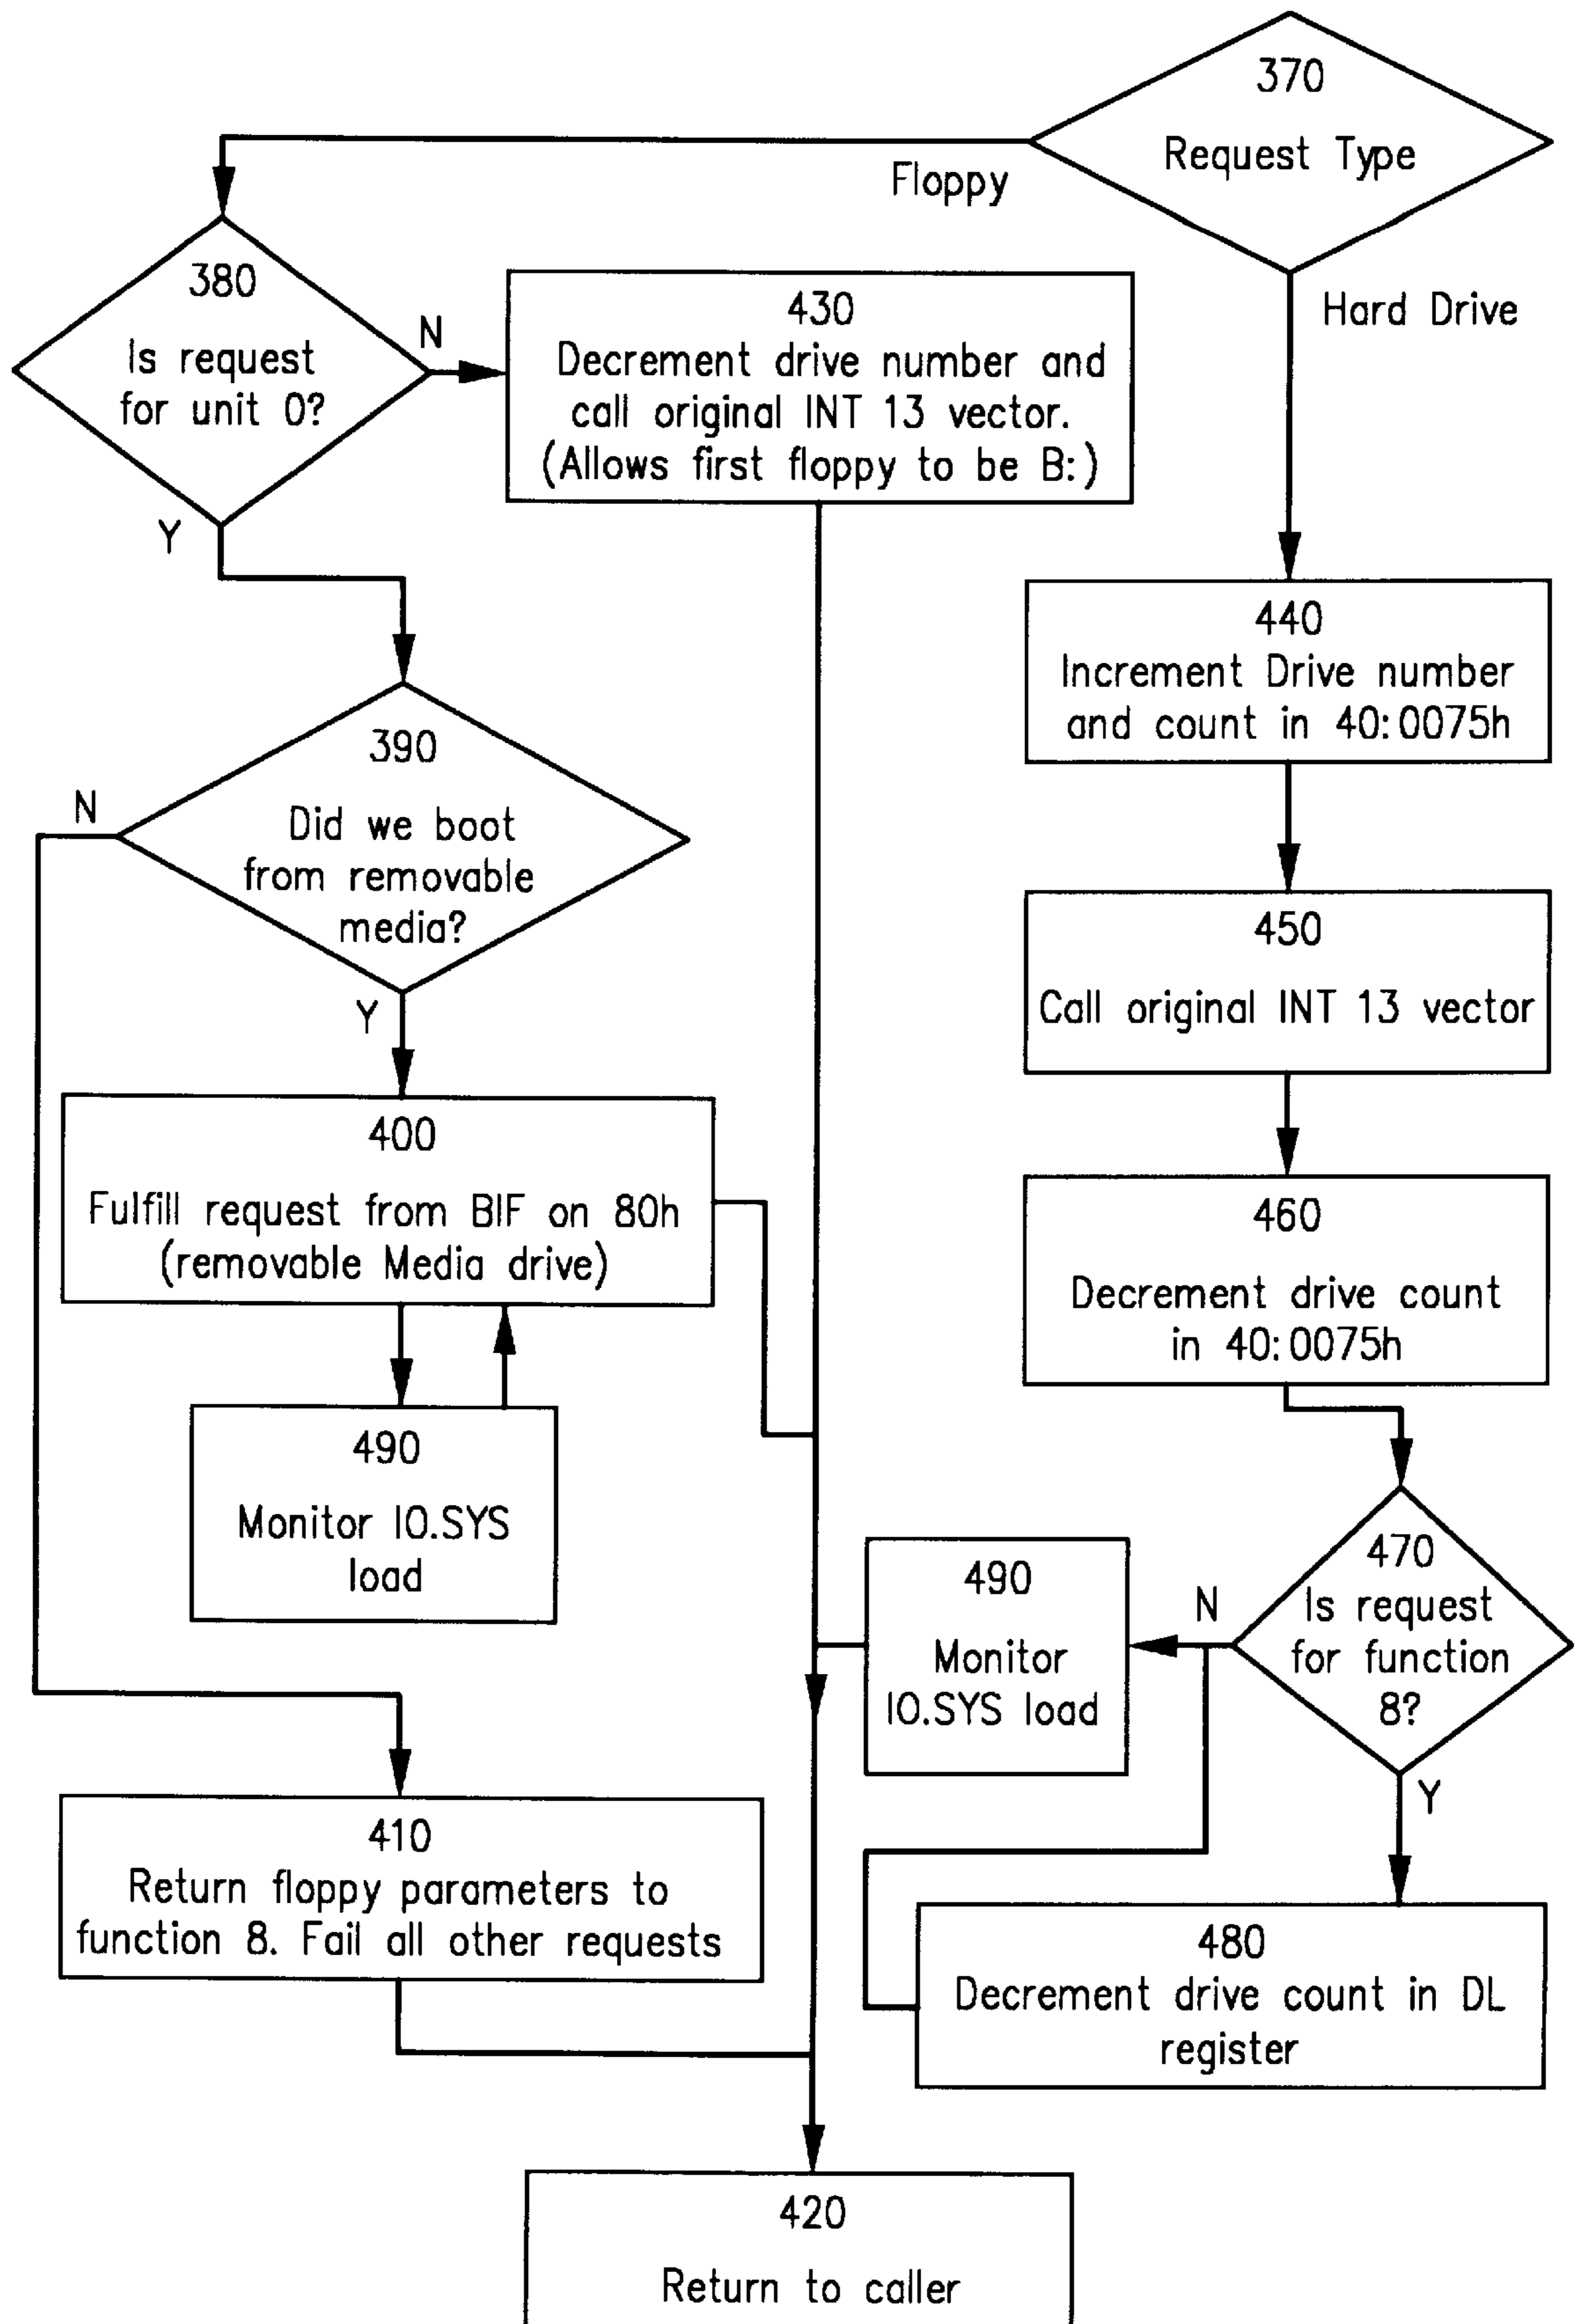 370
Request Type
Floppy
Hard Drive
380
Is request
for unit 0?
N
Y
430
Decrement drive number and
call original INT 13 vector.
(Allows first floppy to be B:)
440
Increment Drive number
and count in 40:0075h
390
Did we boot
from removable
media?
N
Y
450
Call original INT 13 vector
400
Fulfill request from BIF on 80h
(removable Media drive)
460
Decrement drive count
in 40:0075h
490
Monitor IO.SYS
load
490
Monitor
IO.SYS load
470
Is request
for function
8?
N
Y
410
Return floppy parameters to
function 8. Fail all other requests
480
Decrement drive count in DL
register
420
Return to caller